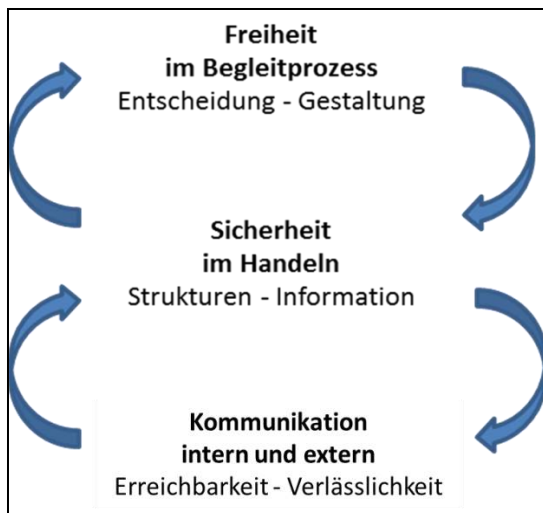 Freiheit
im Begleitprozess
Entscheidung - Gestaltung
Sicherheit
im Handeln
Strukturen - Information
Kommunikation
intern und extern
Erreichbarkeit - Verlässlichkeit